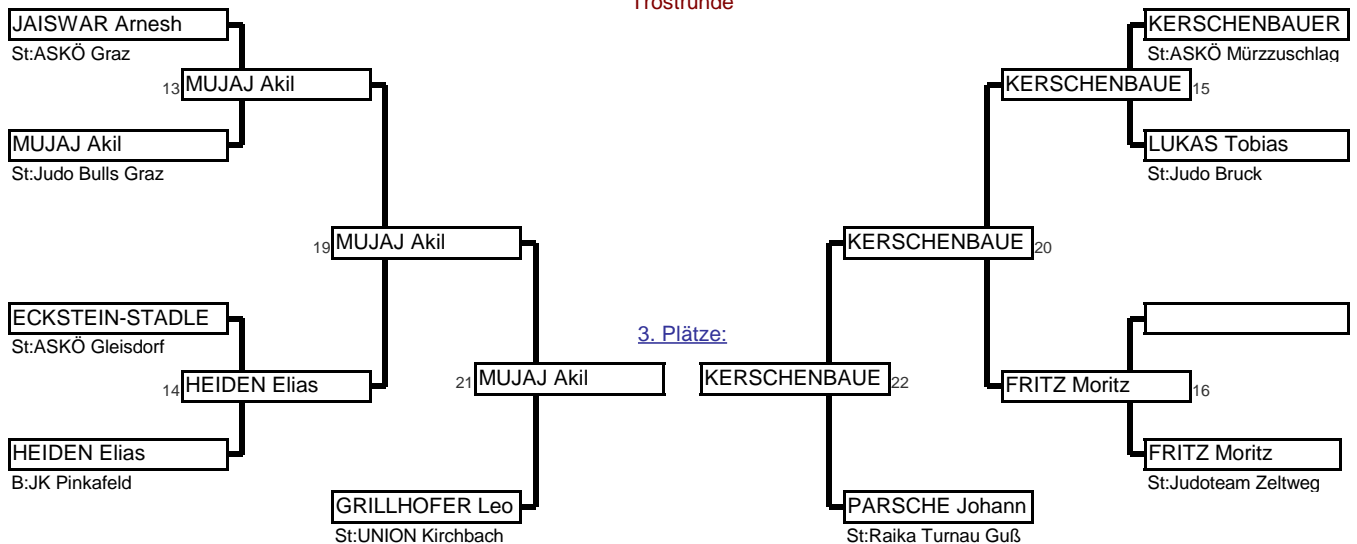 Trostrunde
JAISWAR Arnesh
St:ASKÖ Graz
13 MUJAJ Akil
MUJAJ Akil
St:Judo Bulls Graz
19 MUJAJ Akil
ECKSTEIN-STADLE
St:ASKÖ Gleisdorf
14 HEIDEN Elias
HEIDEN Elias
B:JK Pinkafeld
21 MUJAJ Akil
GRILLHOFER Leo
St:UNION Kirchbach
3. Plätze:
KERSCHENBAUER
St:ASKÖ Mürzzuschlag
KERSCHENBAUE 15
LUKAS Tobias
St:Judo Bruck
KERSCHENBAUE 20
KERSCHENBAUE 22
FRITZ Moritz 16
FRITZ Moritz
St:Judoteam Zeltweg
PARSCHE Johann
St:Raika Turnau Guß